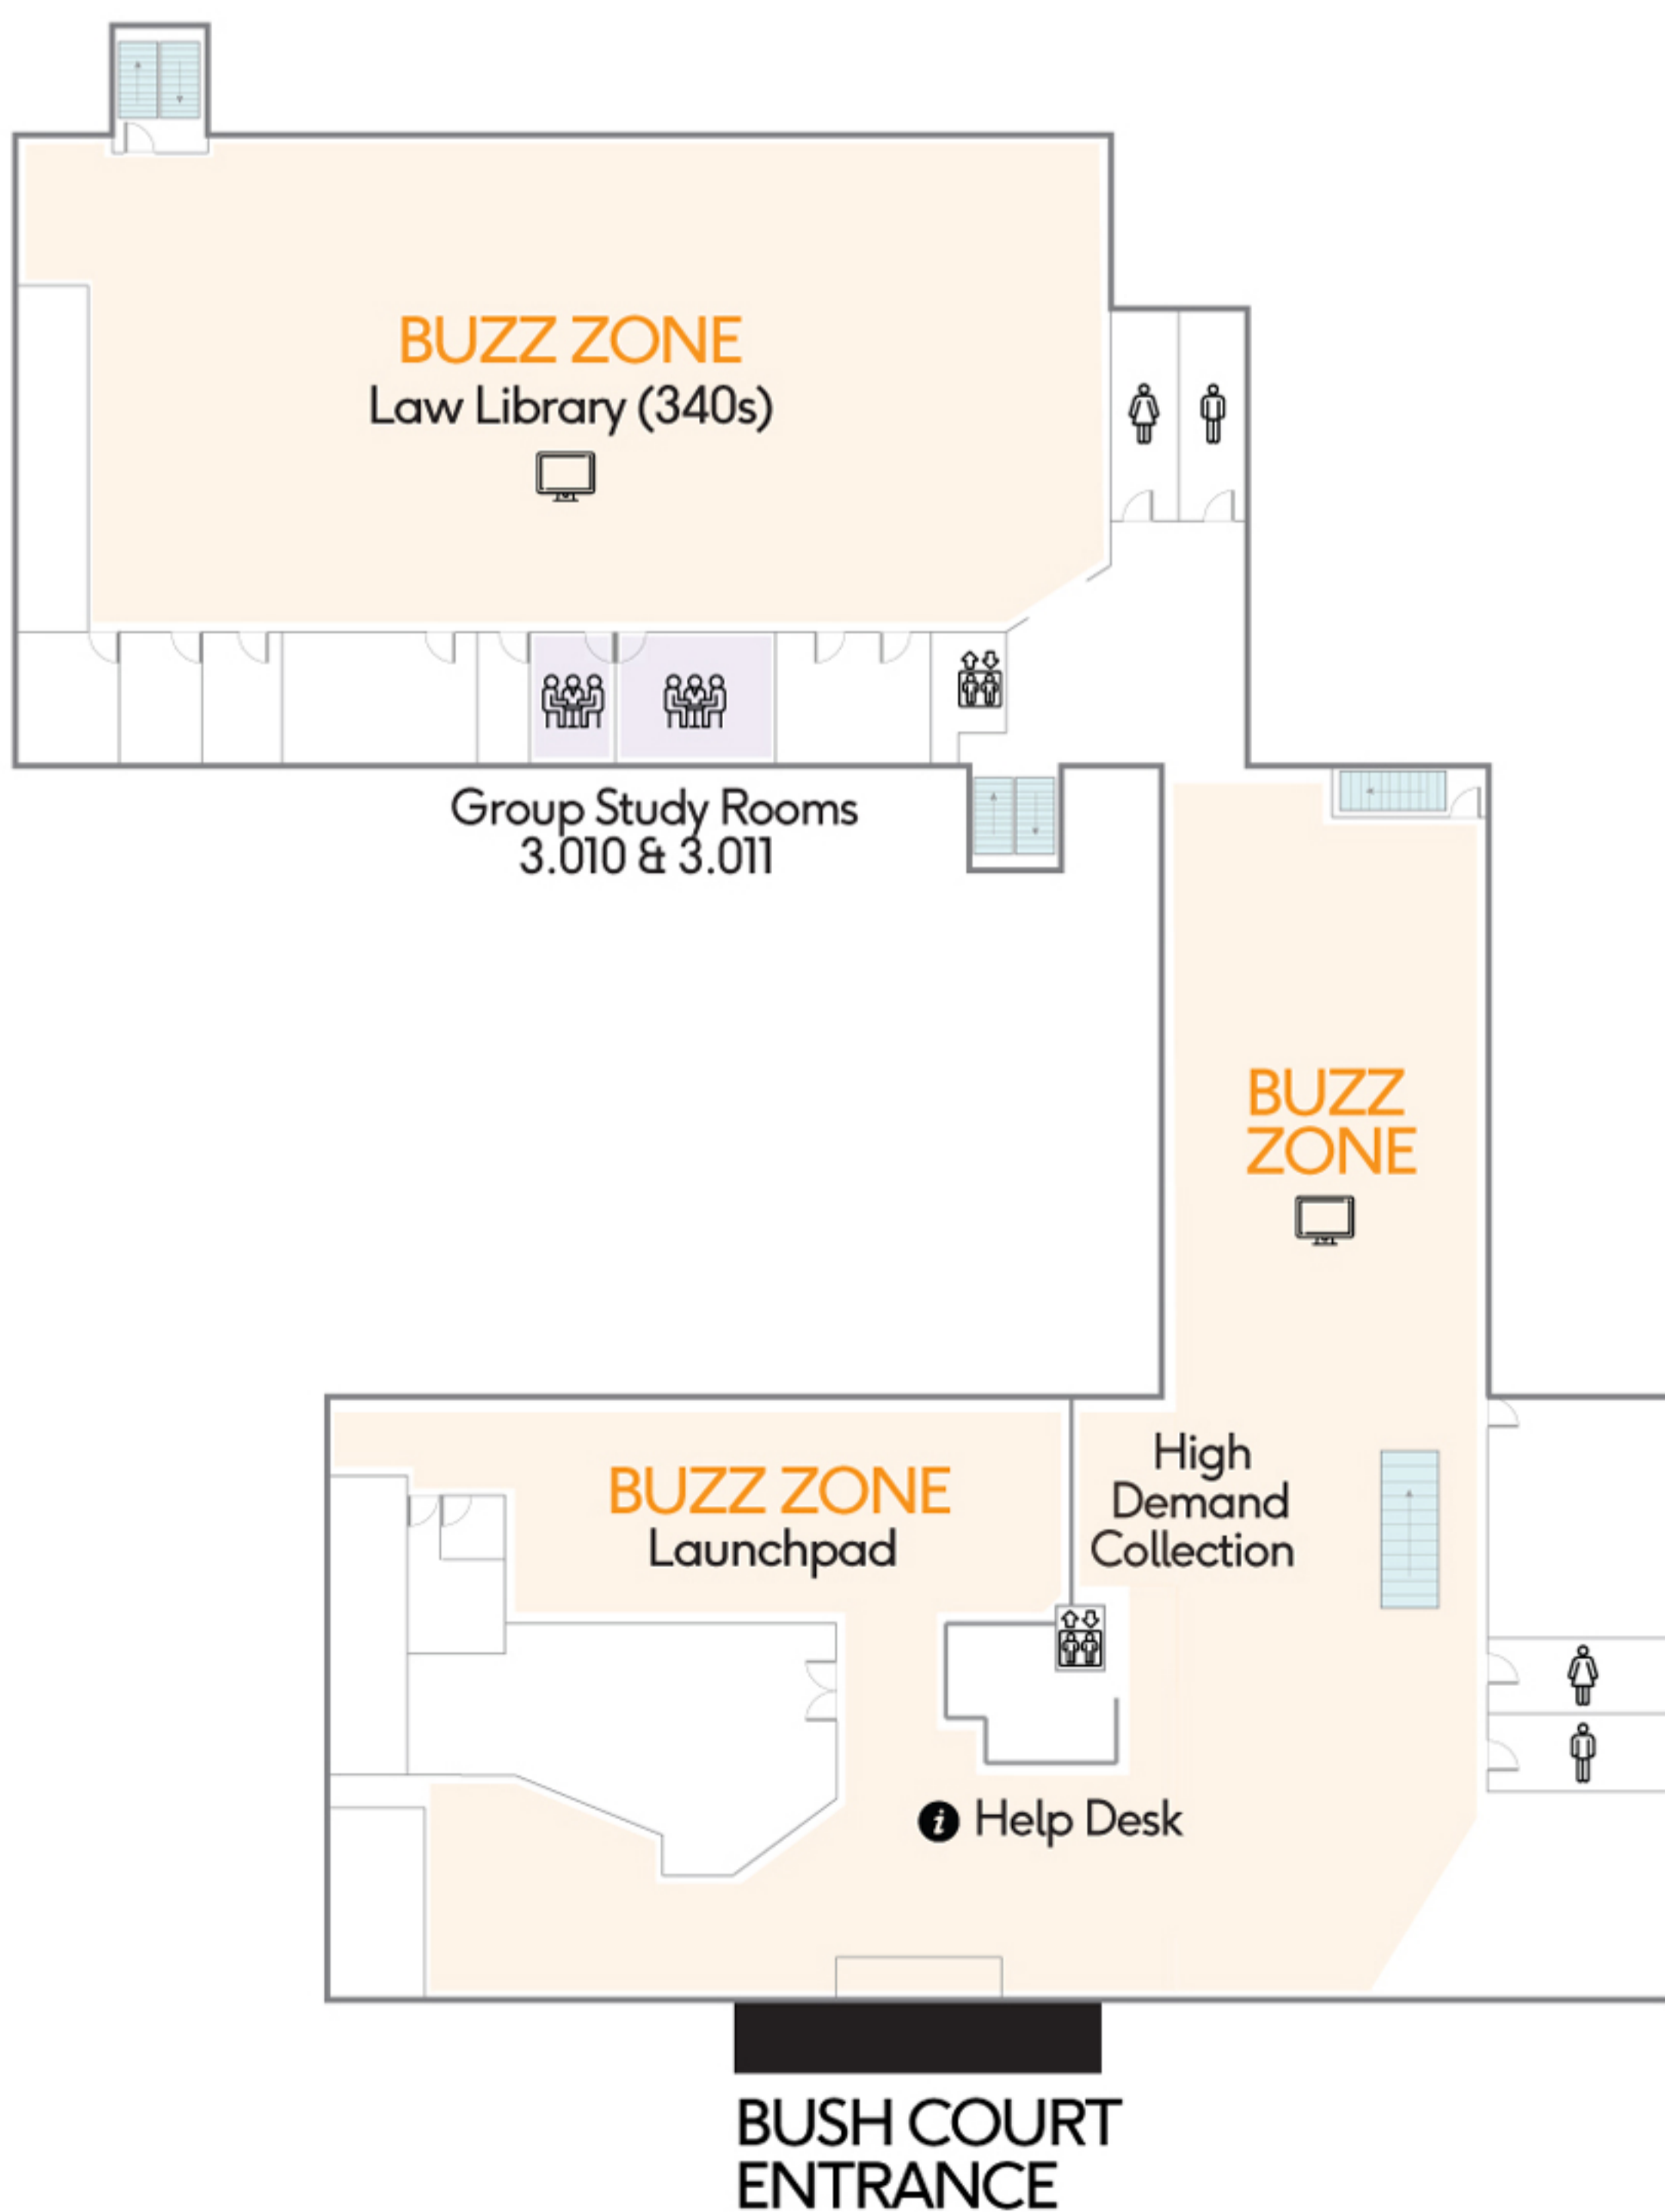 BUZZ ZONE
Law Library (340s)
Group Study Rooms
3.010 & 3.011
BUZZ
ZONE
BUZZ ZONE
Launchpad
High
Demand
Collection
i Help Desk
BUSH COURT
ENTRANCE